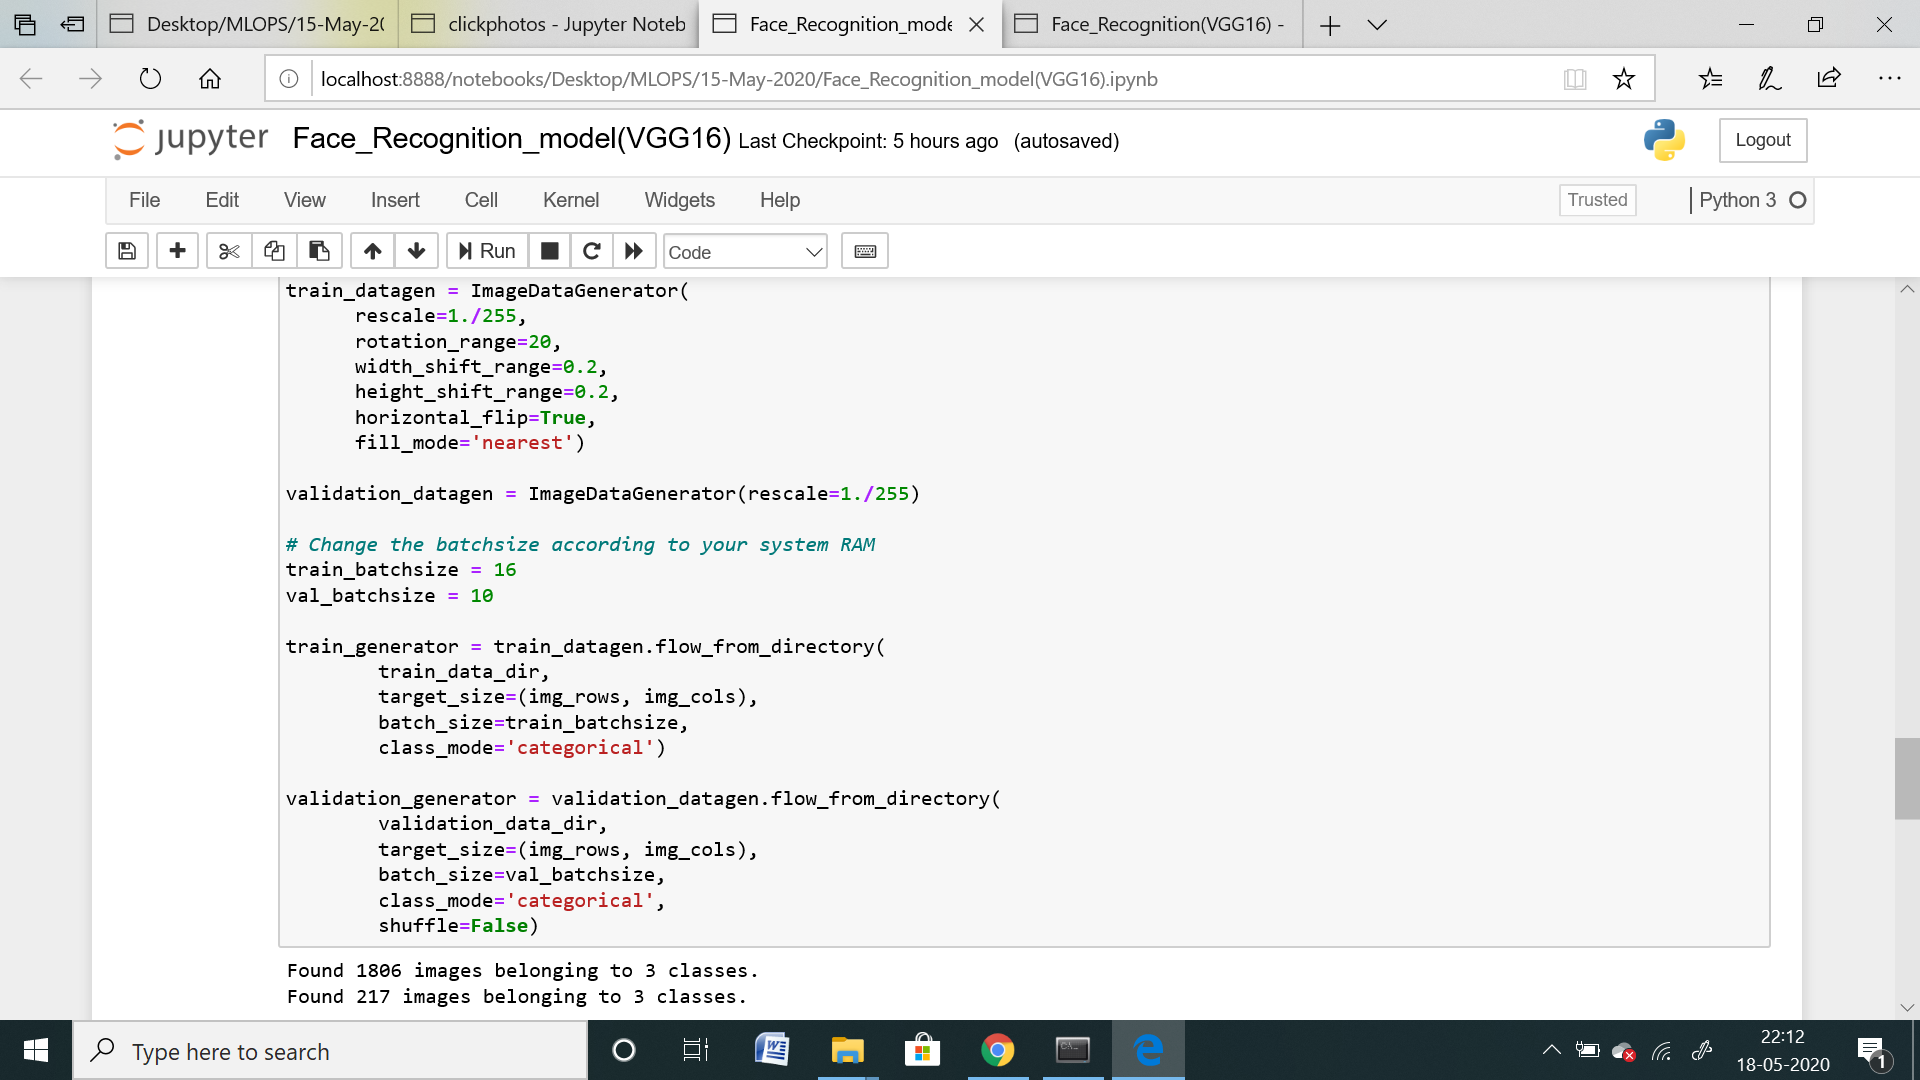 Desktop/MLOPS/15-May-20
clickphotos - Jupyter Noteb
Face_Recognition_mode
Face_Recognition(VGG16) -
localhost:8888/notebooks/Desktop/MLOPS/15-May-2020/Face_Recognition_model(VGG16).ipynb
jupyter Face_Recognition_model(VGG16) Last Checkpoint: 5 hours ago (autosaved)
Logout
File Edit View Insert Cell Kernel Widgets Help
Trusted
Python 3
Run
Code
train_datagen = ImageDataGenerator(
      rescale=1./255,
      rotation_range=20,
      width_shift_range=0.2,
      height_shift_range=0.2,
      horizontal_flip=True,
      fill_mode='nearest')
validation_datagen = ImageDataGenerator(rescale=1./255)
# Change the batchsize according to your system RAM
train_batchsize = 16
val_batchsize = 10
train_generator = train_datagen.flow_from_directory(
        train_data_dir,
        target_size=(img_rows, img_cols),
        batch_size=train_batchsize,
        class_mode='categorical')
validation_generator = validation_datagen.flow_from_directory(
        validation_data_dir,
        target_size=(img_rows, img_cols),
        batch_size=val_batchsize,
        class_mode='categorical',
        shuffle=False)
Found 1806 images belonging to 3 classes.
Found 217 images belonging to 3 classes.
Type here to search
22:12
18-05-2020
1